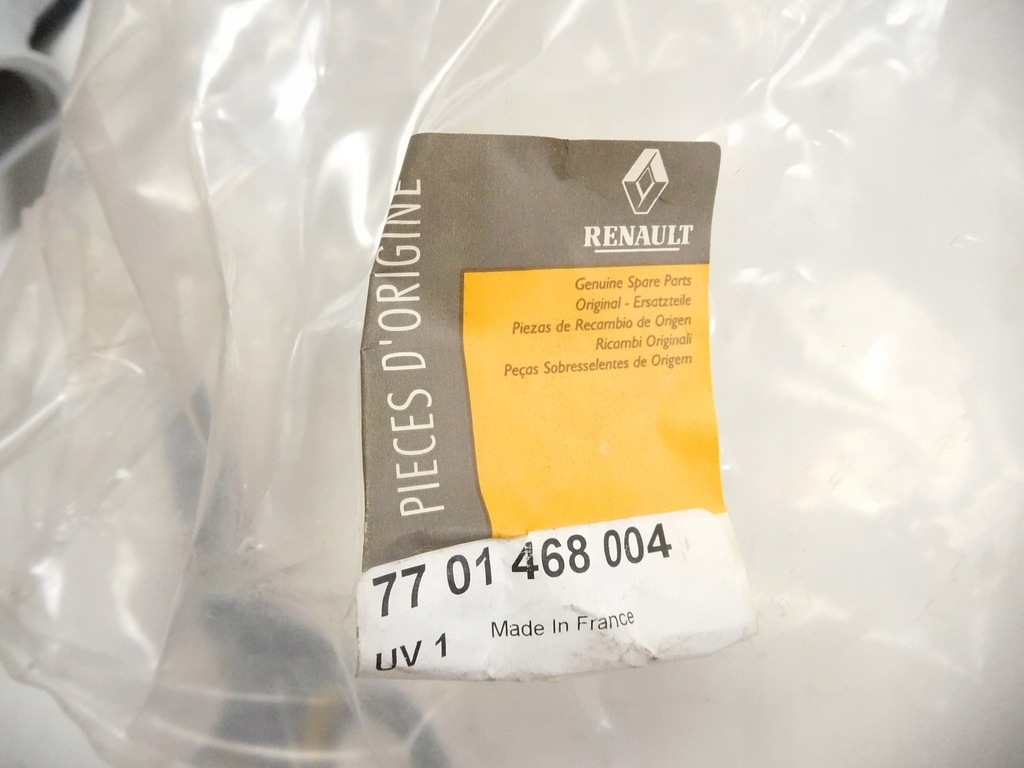 PIECES D'ORIGINE
RENAULT
Genuine Spare Parts
Original - Ersatzteile
Piezas de Recambio de Origen
Ricambi Originali
Peças Sobresselentes de Origem
77 01 468 004
UV 1
Made In France